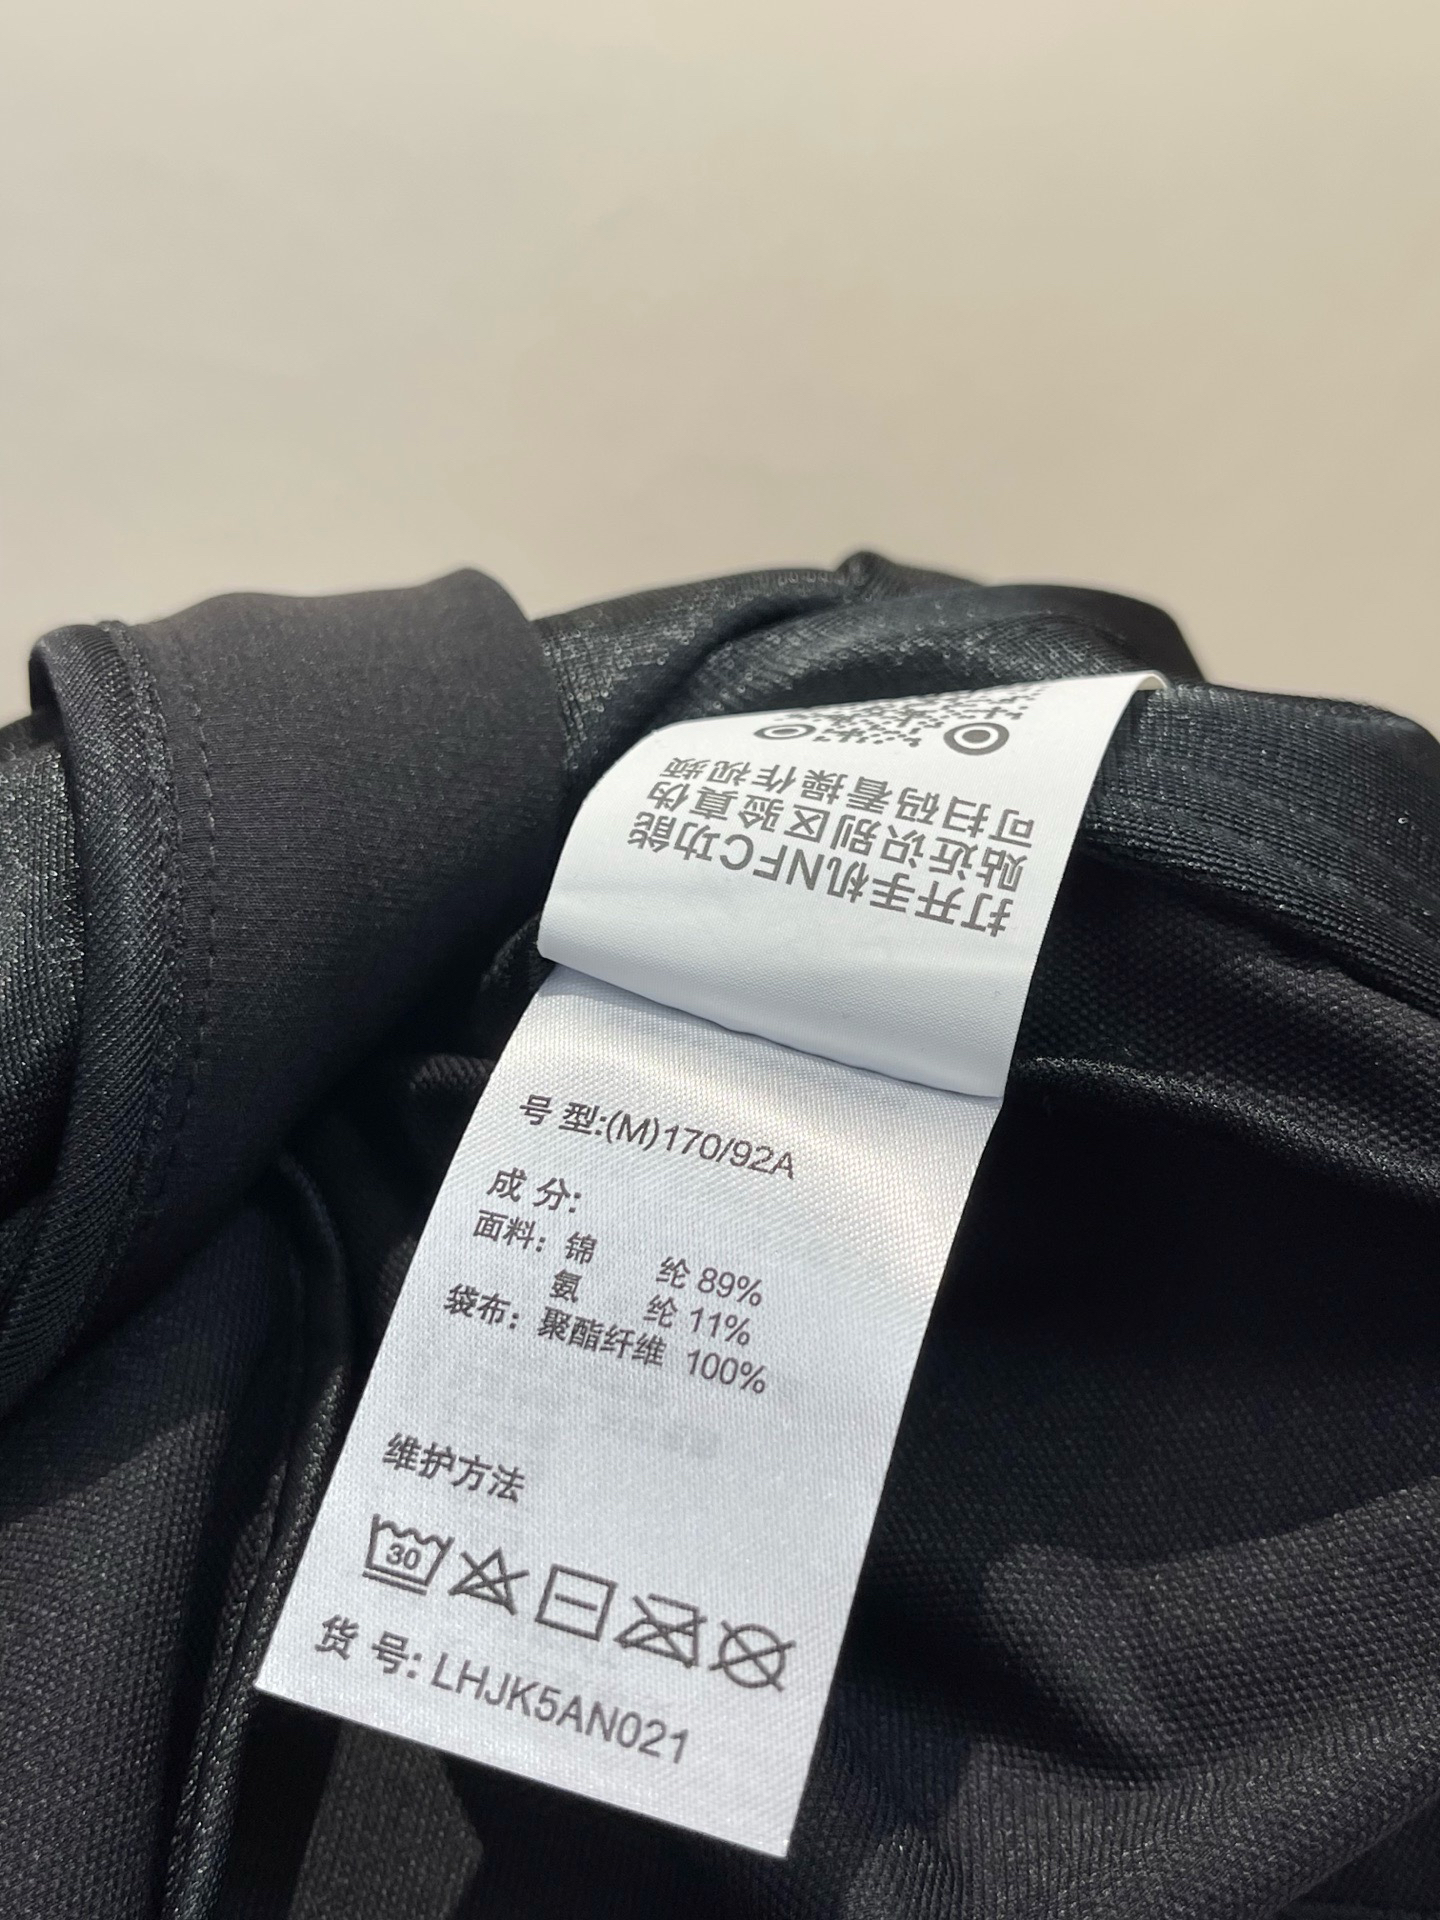 打开手机NFC功能
贴近识别区验真伪
可扫码看操作视频
号 型:(M)170/92A
成 分:
面料: 锦 纶 89%
氨 纶 11%
袋布: 聚酯纤维 100%
维护方法
30
货 号: LHJK5AN021